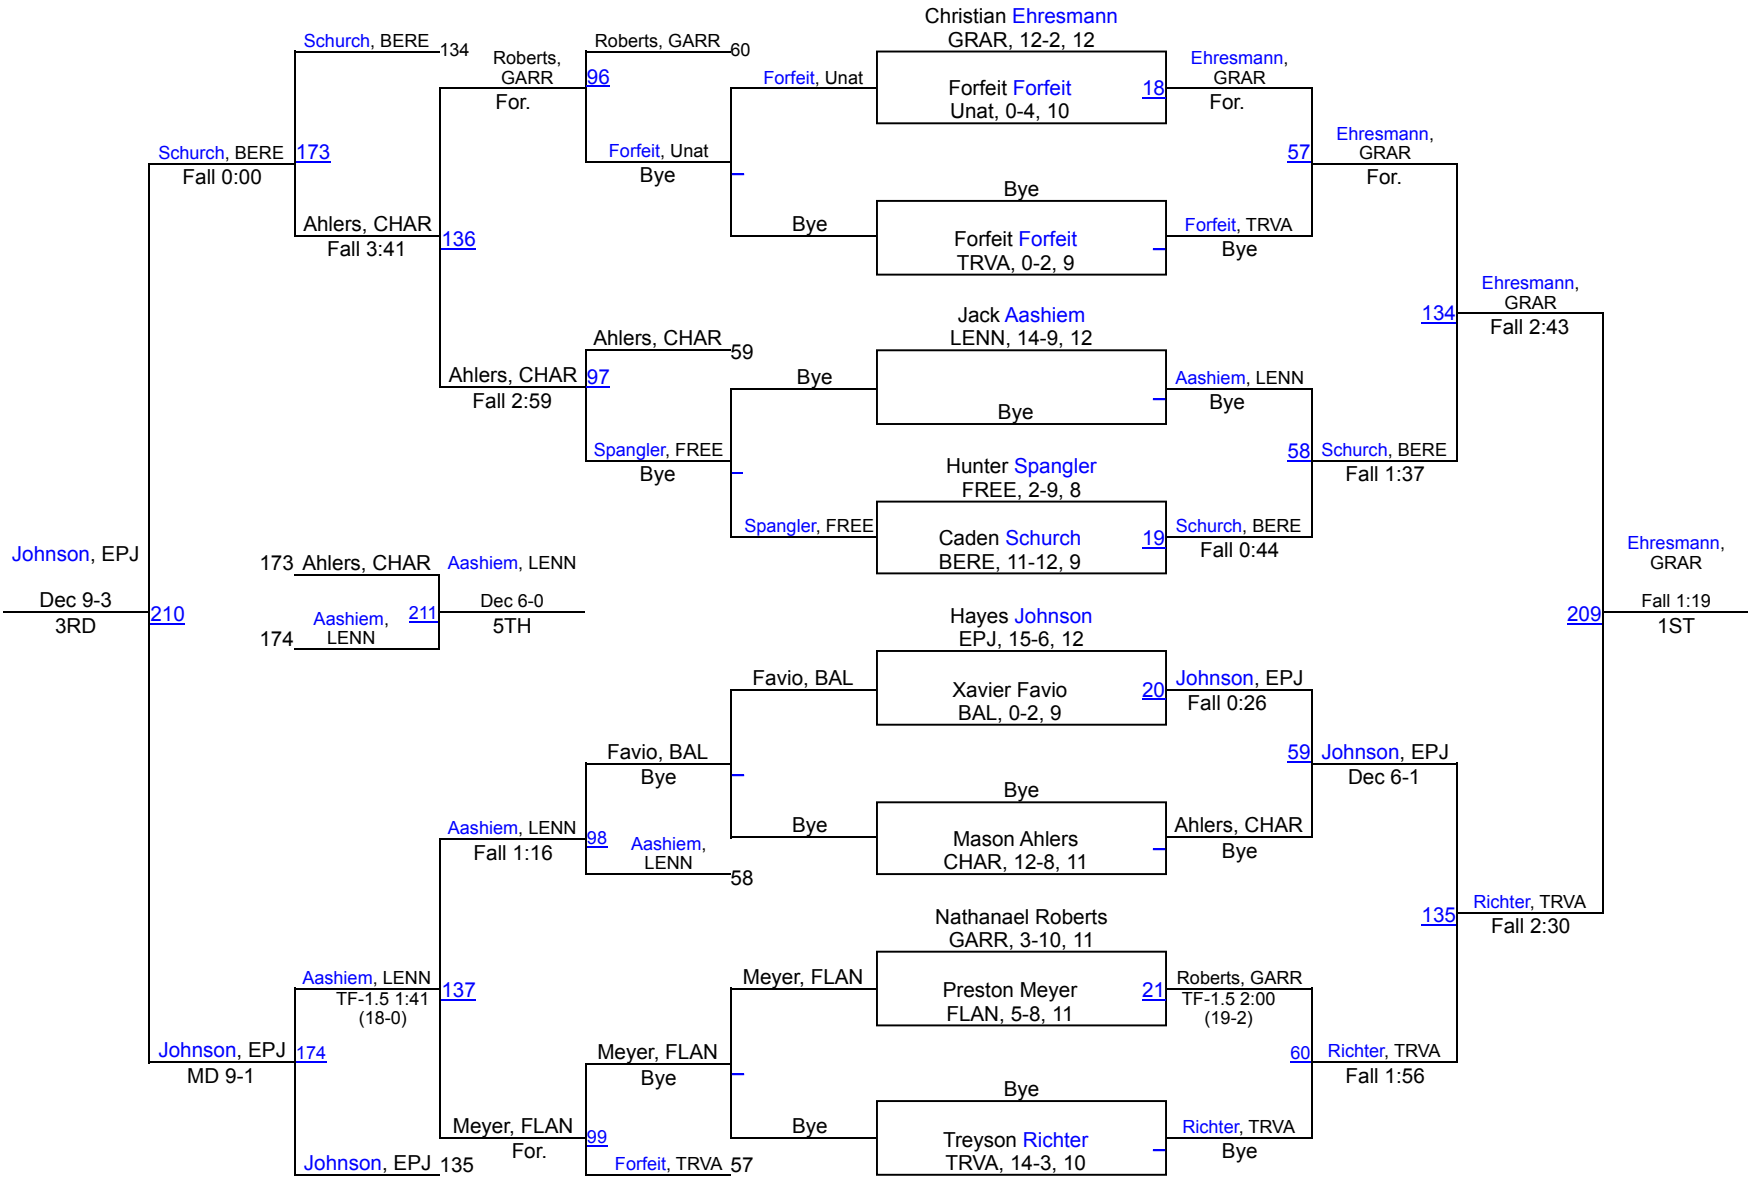 Christian Ehresmann
GRAR, 12-2, 12
Forfeit Forfeit
Unat, 0-4, 10
18
Bye
Forfeit Forfeit
TRVA, 0-2, 9
Jack Aashiem
LENN, 14-9, 12
Bye
Hunter Spangler
FREE, 2-9, 8
Caden Schurch
BERE, 11-12, 9
19
Hayes Johnson
EPJ, 15-6, 12
Xavier Favio
BAL, 0-2, 9
20
Bye
Mason Ahlers
CHAR, 12-8, 11
Nathanael Roberts
GARR, 3-10, 11
Preston Meyer
FLAN, 5-8, 11
21
Bye
Treyson Richter
TRVA, 14-3, 10
Ehresmann,
GRAR
For.
57
Forfeit, TRVA
Bye
Aashiem, LENN
Bye
58
Schurch, BERE
Fall 0:44
Johnson, EPJ
Fall 0:26
59
Ahlers, CHAR
Bye
Roberts, GARR
TF-1.5 2:00
(19-2)
60
Richter, TRVA
Bye
Ehresmann,
GRAR
For.
134
Schurch, BERE
Fall 1:37
Johnson, EPJ
Dec 6-1
135
Richter, TRVA
Fall 1:56
Ehresmann,
GRAR
Fall 2:43
209
Richter, TRVA
Fall 2:30
Ehresmann,
GRAR
Fall 1:19
1ST
Forfeit, Unat
Bye
Bye
Spangler, FREE
Favio, BAL
Bye
Meyer, FLAN
Bye
Roberts, GARR
60
96
Forfeit, Unat
Bye
Ahlers, CHAR
59
97
Spangler, FREE
Bye
Favio, BAL
Bye
98
Aashiem,
LENN
58
Meyer, FLAN
Bye
99
Forfeit, TRVA
57
Roberts,
GARR
For.
136
Ahlers, CHAR
Fall 2:59
Aashiem, LENN
Fall 1:16
137
Meyer, FLAN
For.
Schurch, BERE
134
173
Ahlers, CHAR
Fall 3:41
Aashiem, LENN
TF-1.5 1:41
(18-0)
174
Johnson, EPJ
135
Schurch, BERE
Fall 0:00
210
Johnson, EPJ
MD 9-1
Johnson, EPJ
Dec 9-3
3RD
173
Ahlers, CHAR
174
Aashiem,
LENN
211
Aashiem, LENN
Dec 6-0
5TH